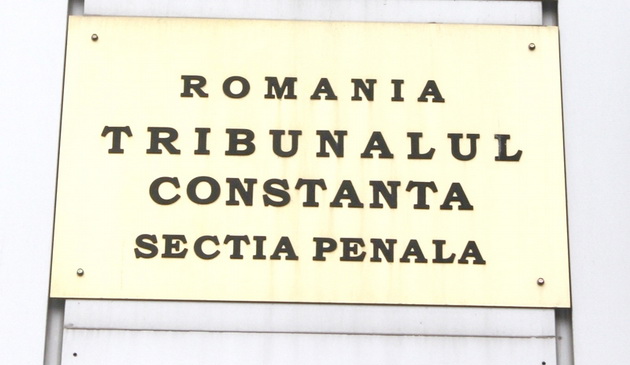 ROMANIA
TRIBUNALUL
CONSTANTA
SECTIA PENALA